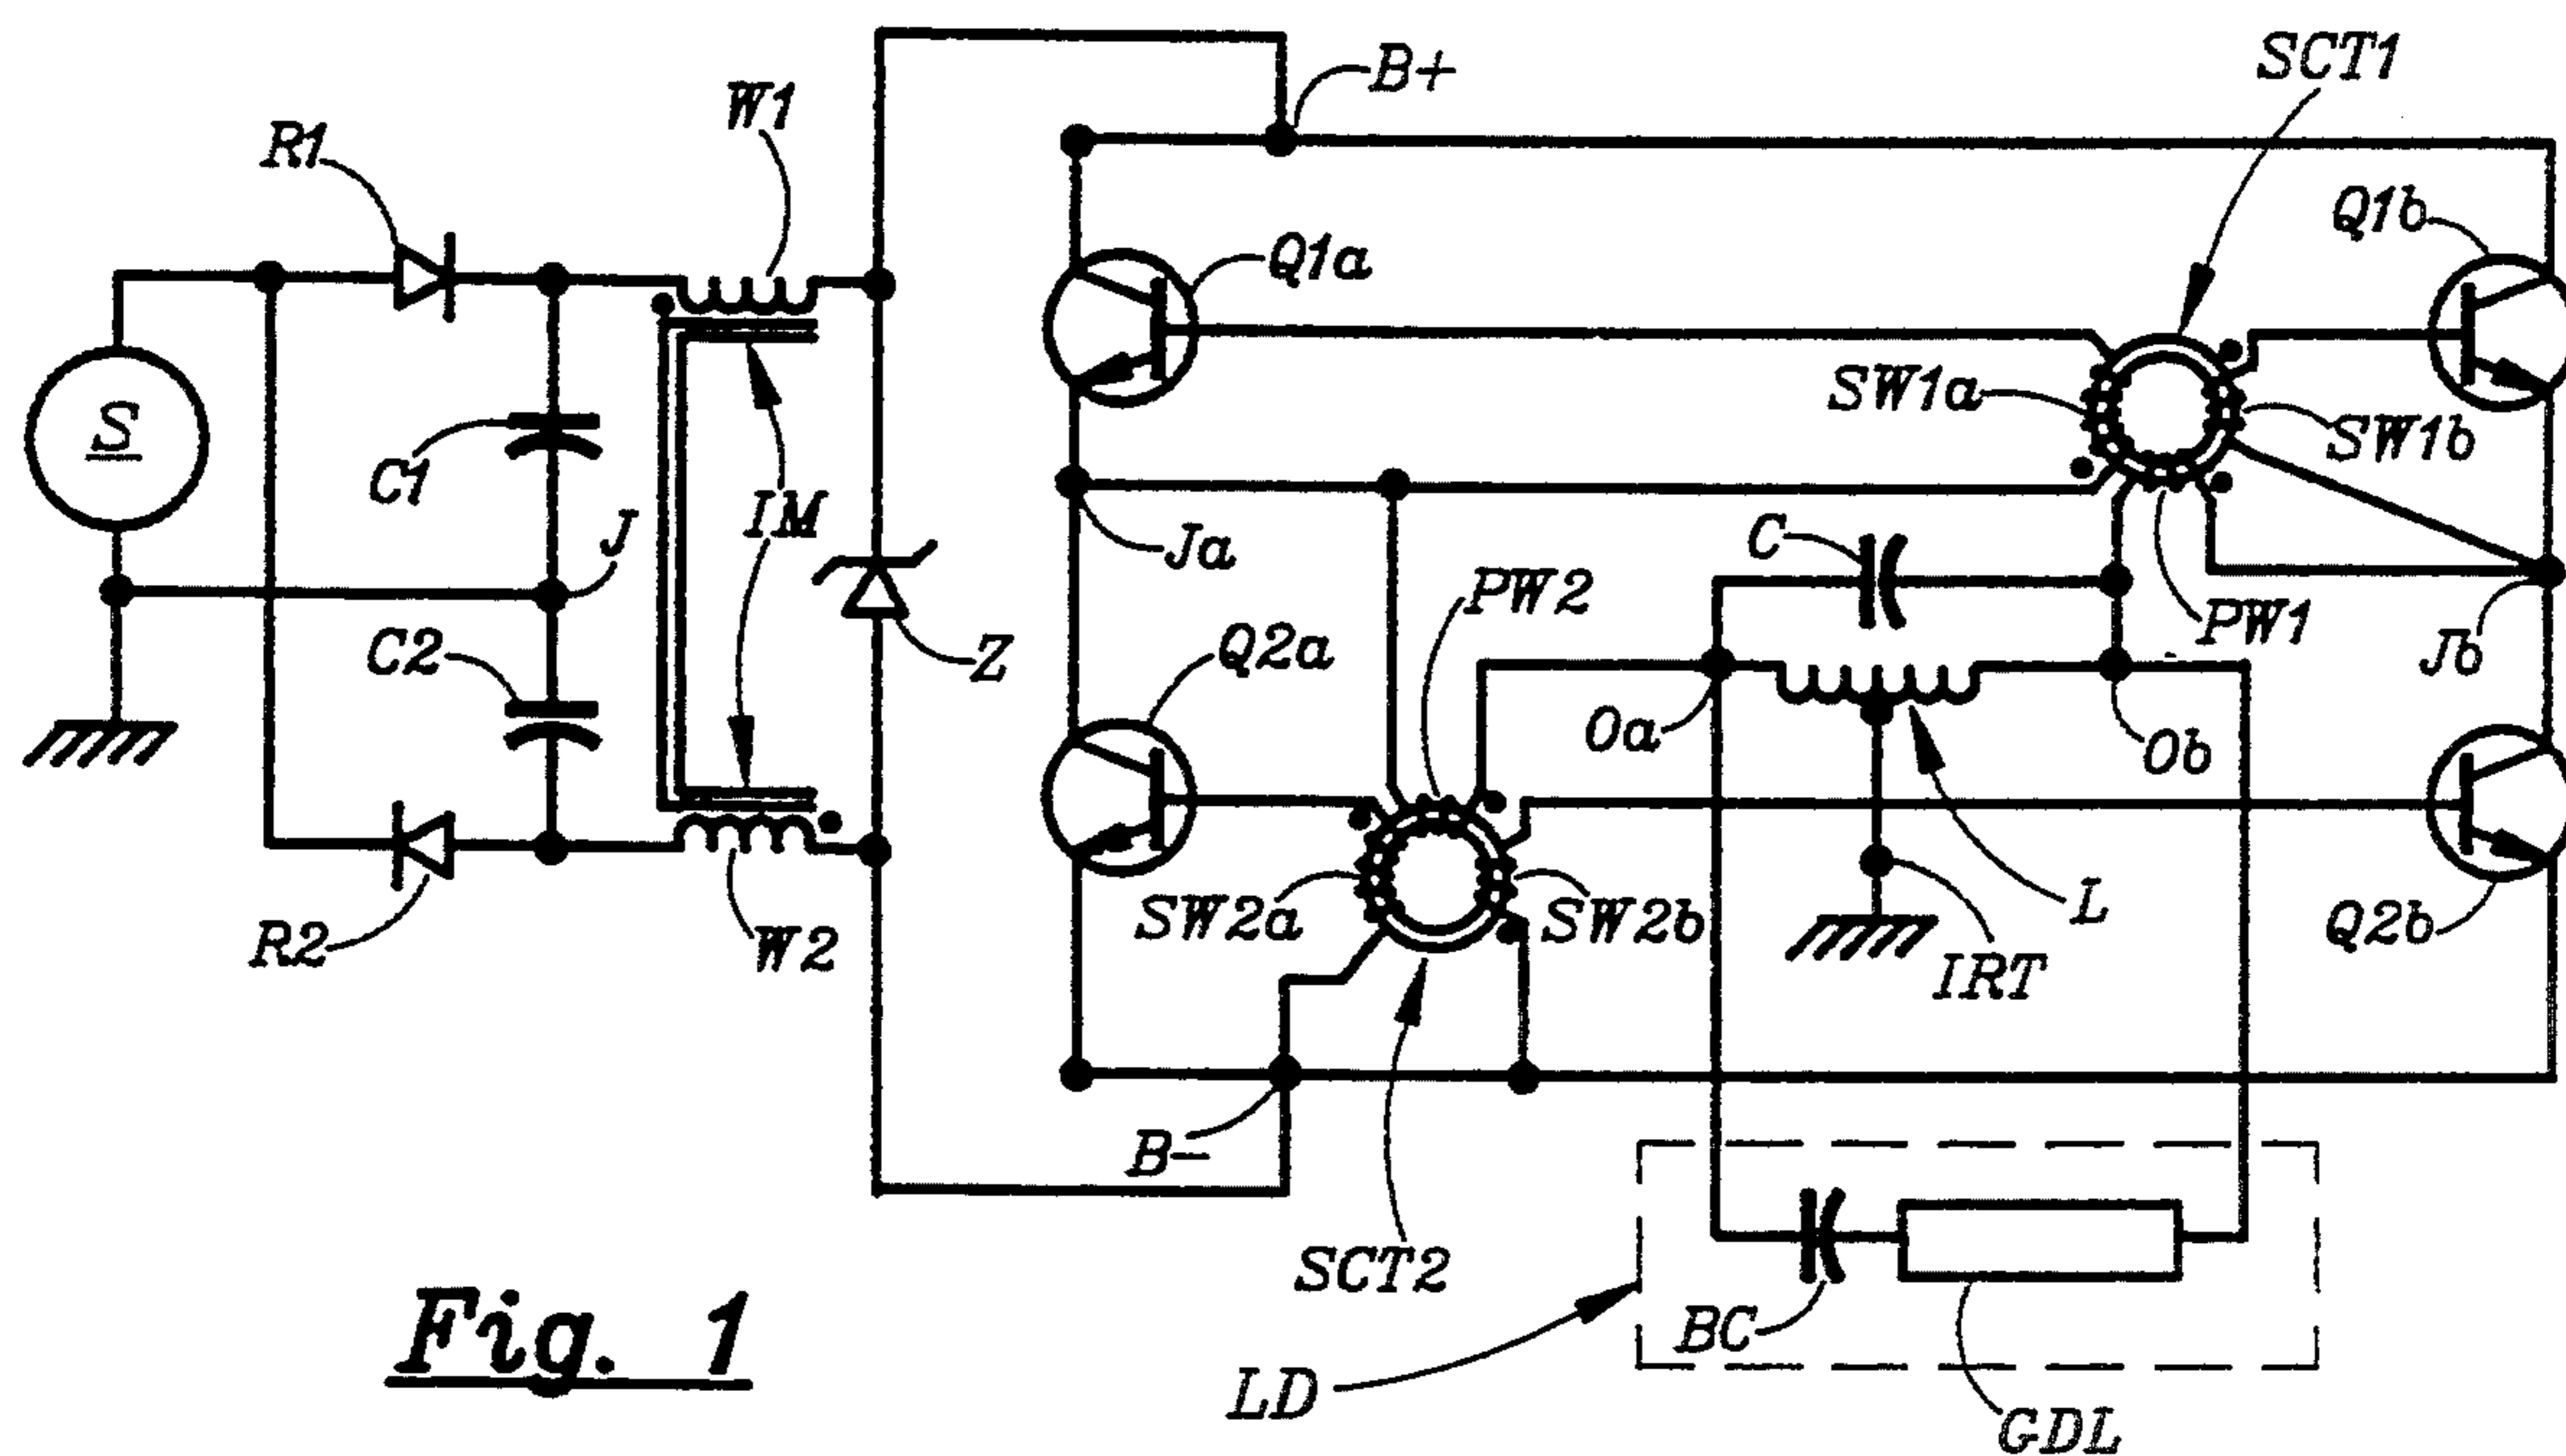 SCT1
B+
W1
R1
Q1b
Q1a
SW1a
S
SW1b
C1
IM
J
Ja
C
PW2
PW1
Z
C2
Q2a
Jb
Oa
Ob
L
SW2a
SW2b
Q2b
R2
W2
IRT
B-
SCT2
BC
Fig. 1
LD
GDL